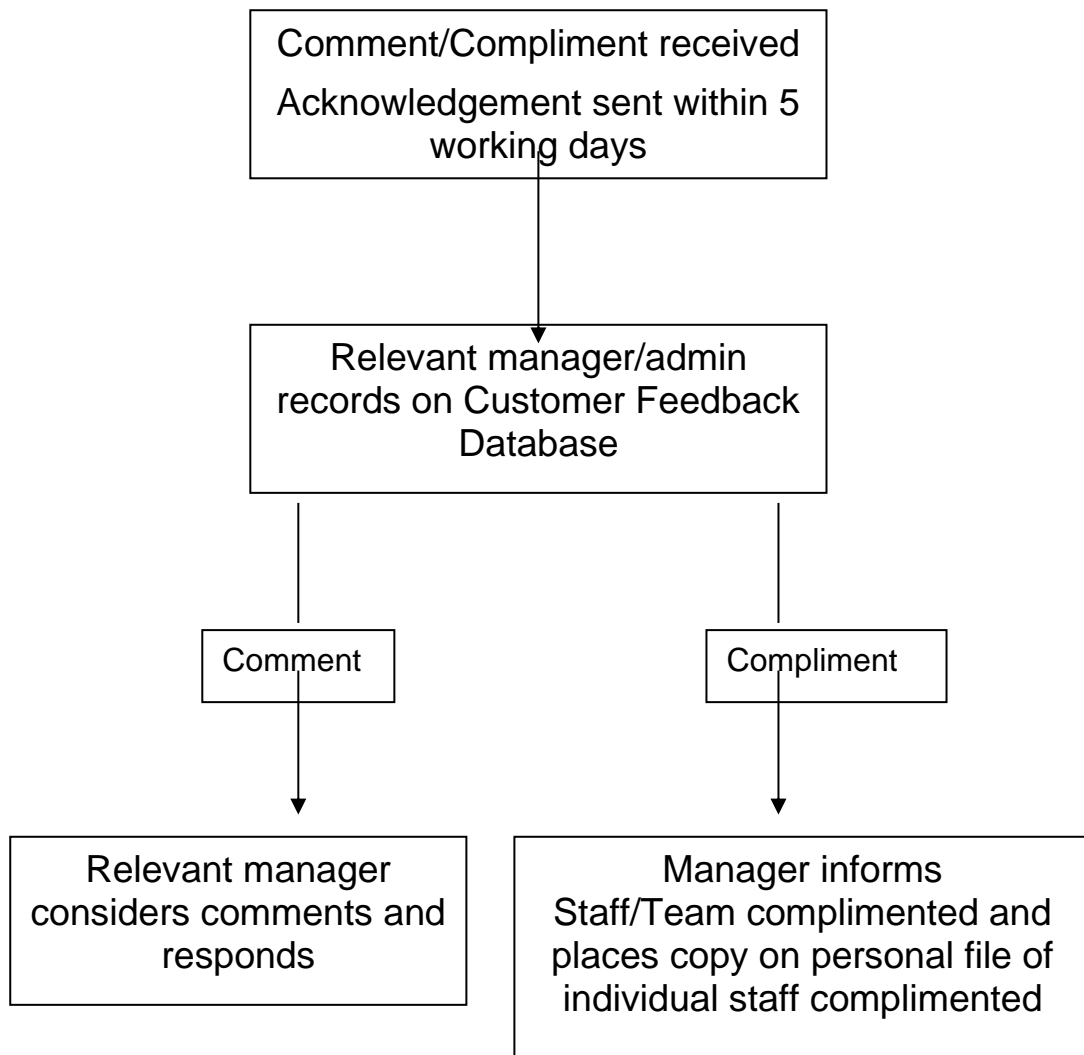 Comment/Compliment received
Acknowledgement sent within 5
working days
Relevant manager/admin
records on Customer Feedback
Database
Comment
Compliment
Relevant manager
considers comments and
responds
Manager informs
Staff/Team complimented and
places copy on personal file of
individual staff complimented